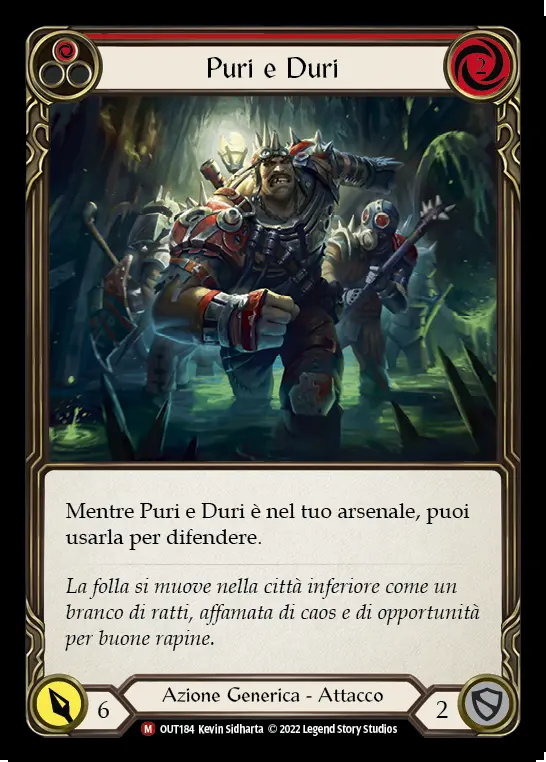 Puri e Duri
2
Mentre Puri e Duri è nel tuo arsenale, puoi
usarla per difendere.
La folla si muove nella città inferiore come un
branco di ratti, affamata di caos e di opportunità
per buone rapine.
6
Azione Generica - Attacco
2
M OUT184 Kevin Sidharta © 2022 Legend Story Studios